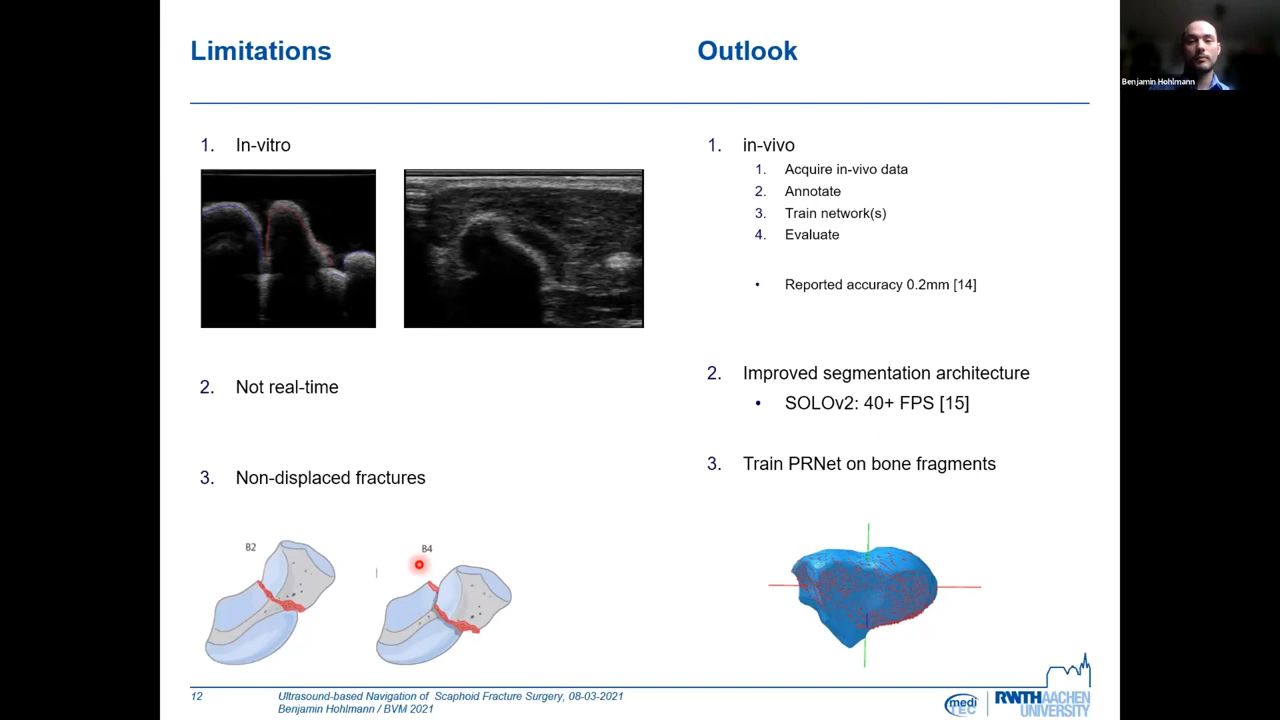 Limitations
1. In-vitro
2. Not real-time
3. Non-displaced fractures
B2
B4
Outlook
1. in-vivo
1. Acquire in-vivo data
2. Annotate
3. Train network(s)
4. Evaluate
• Reported accuracy 0.2mm [14]
2. Improved segmentation architecture
• SOLOv2: 40+ FPS [15]
3. Train PRNet on bone fragments
12
Ultrasound-based Navigation of Scaphoid Fracture Surgery, 08-03-2021
Benjamin Hohlmann / BVM 2021
medi
TEC
RWTHAACHEN
UNIVERSITY
Benjamin Hohlmann